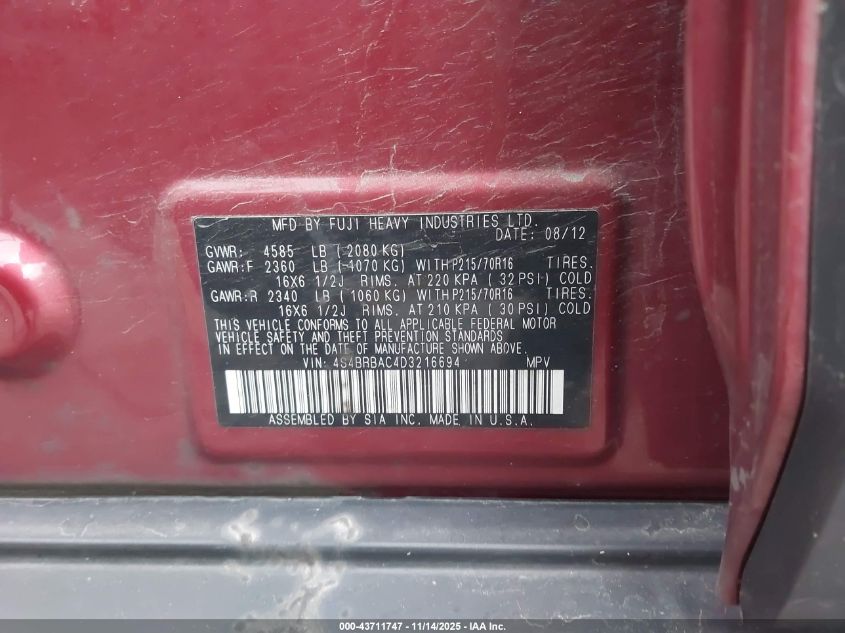 MFD BY FUJI HEAVY INDUSTRIES LTD.
DATE: 08/12
GVWR: 4585 LB ( 2080 KG)
GAWR:F 2360 LB ( 1070 KG) WITH P215/70R16 TIRES.
16X6 1/2J RIMS. AT 220 KPA ( 32 PSI) COLD
GAWR:R 2340 LB ( 1060 KG) WITH P215/70R16 TIRES.
16X6 1/2J RIMS. AT 210 KPA ( 30 PSI) COLD
THIS VEHICLE CONFORMS TO ALL APPLICABLE FEDERAL MOTOR
VEHICLE SAFETY AND THEFT PREVENTION STANDARDS
IN EFFECT ON THE DATE OF MANUFACTURE SHOWN ABOVE.
VIN: 4S4BRBAC4D3216694 MPV
ASSEMBLED BY SIA INC. MADE IN U.S.A.
000-43711747 — 11/14/2025 — IAA Inc.